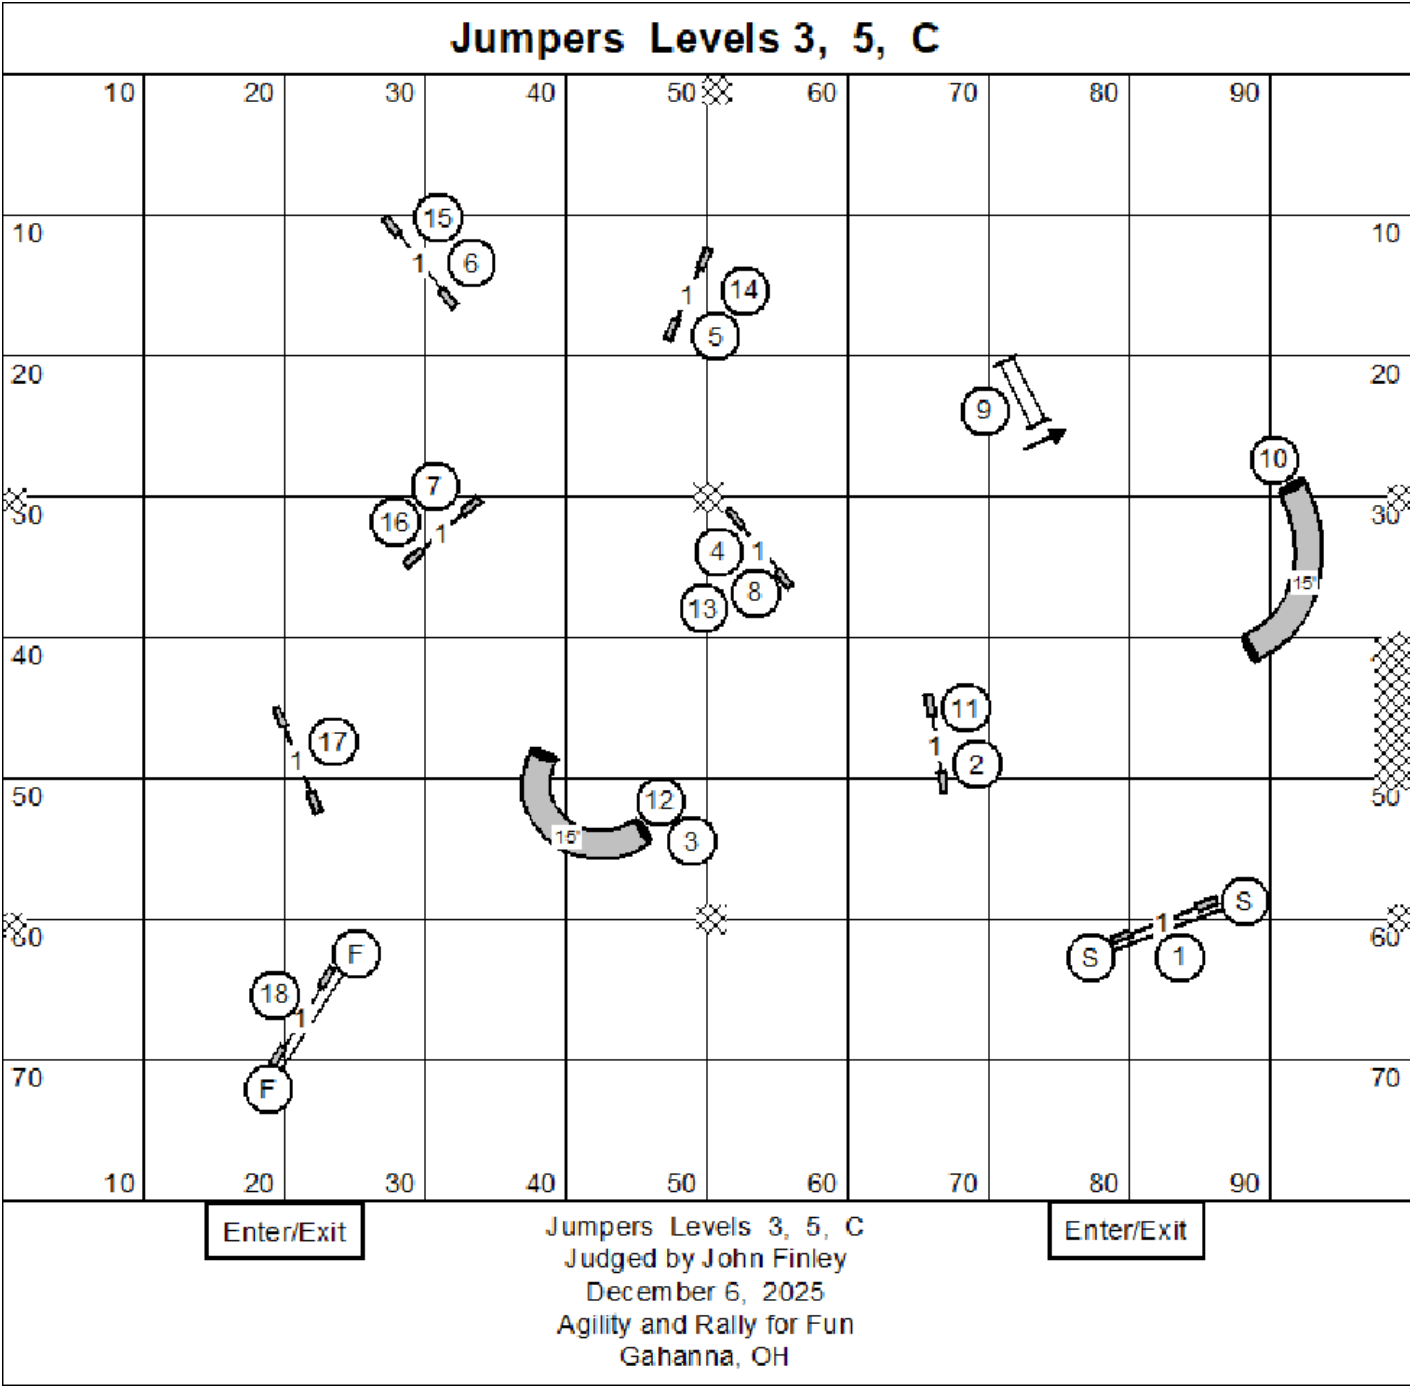 Jumpers Levels 3, 5, C
10 20 30 40 50 60 70 80 90
15
10 10
1 6
14
1
5
20 20
9
10
7
30 30
16 1
4 1
15"
8
13
40
11
17
1 2
1
50 50
12
15" 3
S
1
60 60
F S 1
18
1
70 70
F
10 20 30 40 50 60 70 80 90
Enter/Exit Enter/Exit
Jumpers Levels 3, 5, C
Judged by John Finley
December 6, 2025
Agility and Rally for Fun
Gahanna, OH